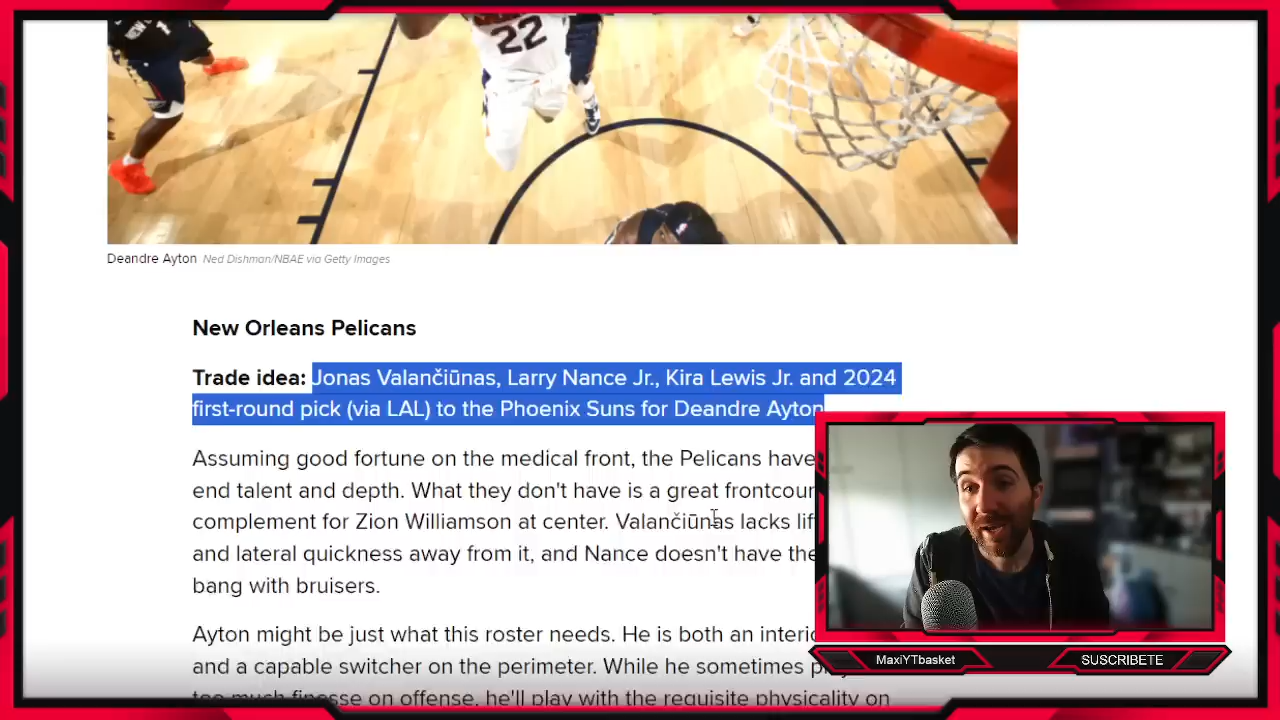 22
Deandre Ayton Ned Dishman/NBAE via Getty Images
New Orleans Pelicans
Trade idea: Jonas Valančiūnas, Larry Nance Jr., Kira Lewis Jr. and 2024
first-round pick (via LAL) to the Phoenix Suns for Deandre Ayton
Assuming good fortune on the medical front, the Pelicans have
end talent and depth. What they don't have is a great
complement for Zion Williamson at center. Valančiūnas lacks
and lateral quickness away from it, and Nance doesn't have the
bang with bruisers.
Ayton might be just what this roster needs. He is both an
and a capable switcher on the perimeter. While he sometimes
too much finesse on offense, he'll play with the requisite physicality on
MaxiYTbasket
SUSCRIBETE